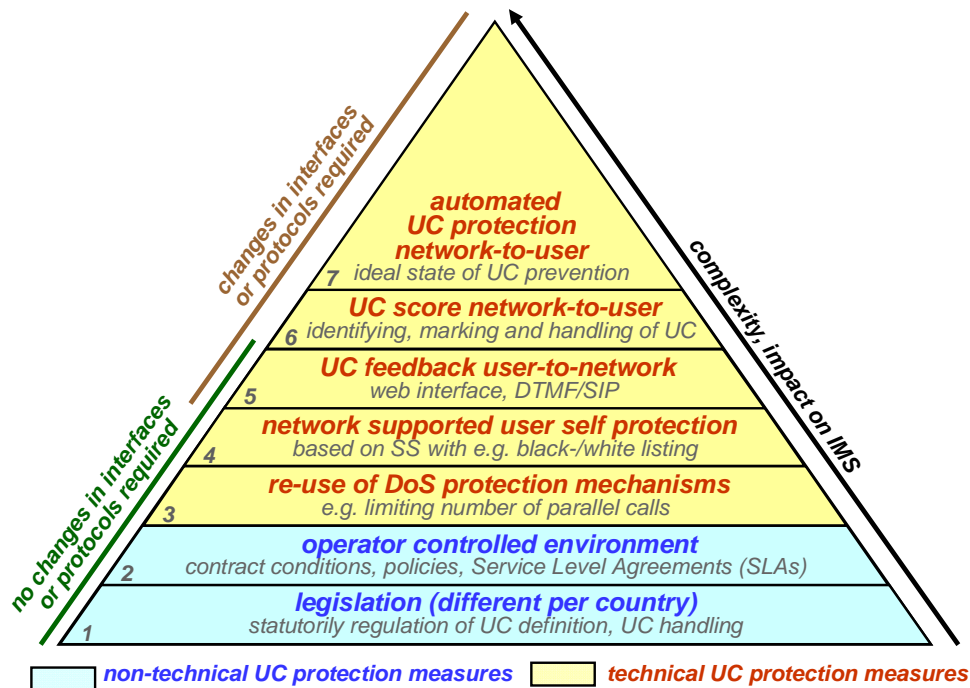 automated
UC protection
network-to-user
7 ideal state of UC prevention
UC score network-to-user
6 identifying, marking and handling of UC
UC feedback user-to-network
5 web interface, DTMF/SIP
network supported user self protection
4 based on SS with e.g. black-/white listing
re-use of DoS protection mechanisms
3 e.g. limiting number of parallel calls
operator controlled environment
2 contract conditions, policies, Service Level Agreements (SLAs)
legislation (different per country)
1 statutorily regulation of UC definition, UC handling
changes in interfaces
or protocols required
no changes in interfaces
or protocols required
complexity, impact on IMS
non-technical UC protection measures
technical UC protection measures